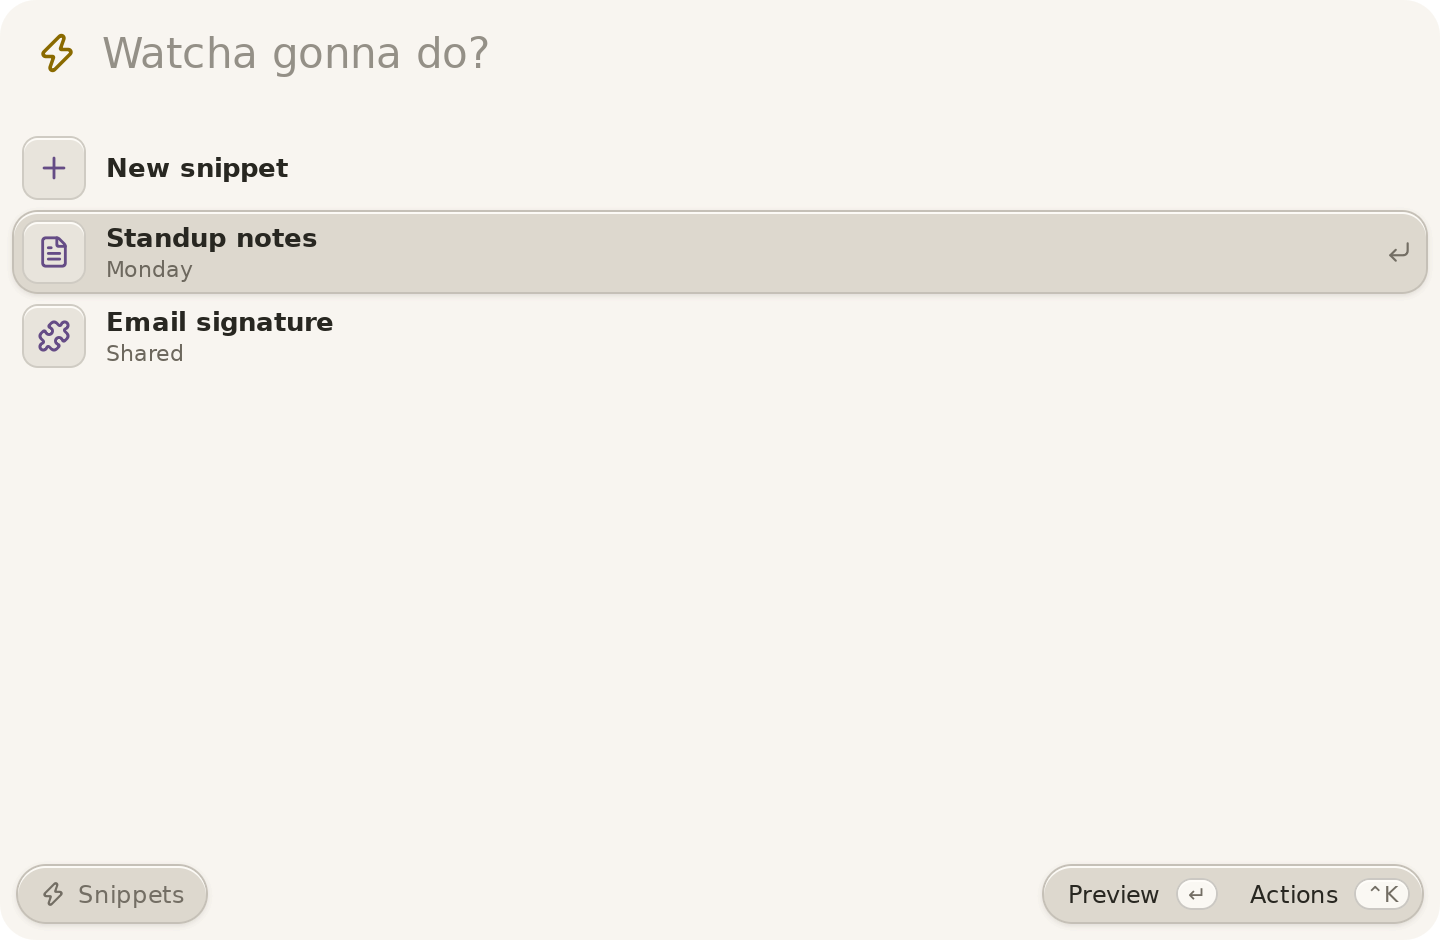 Watcha gonna do?
New snippet
Standup notes
Monday
Email signature
Shared
Snippets
Preview Actions ^K